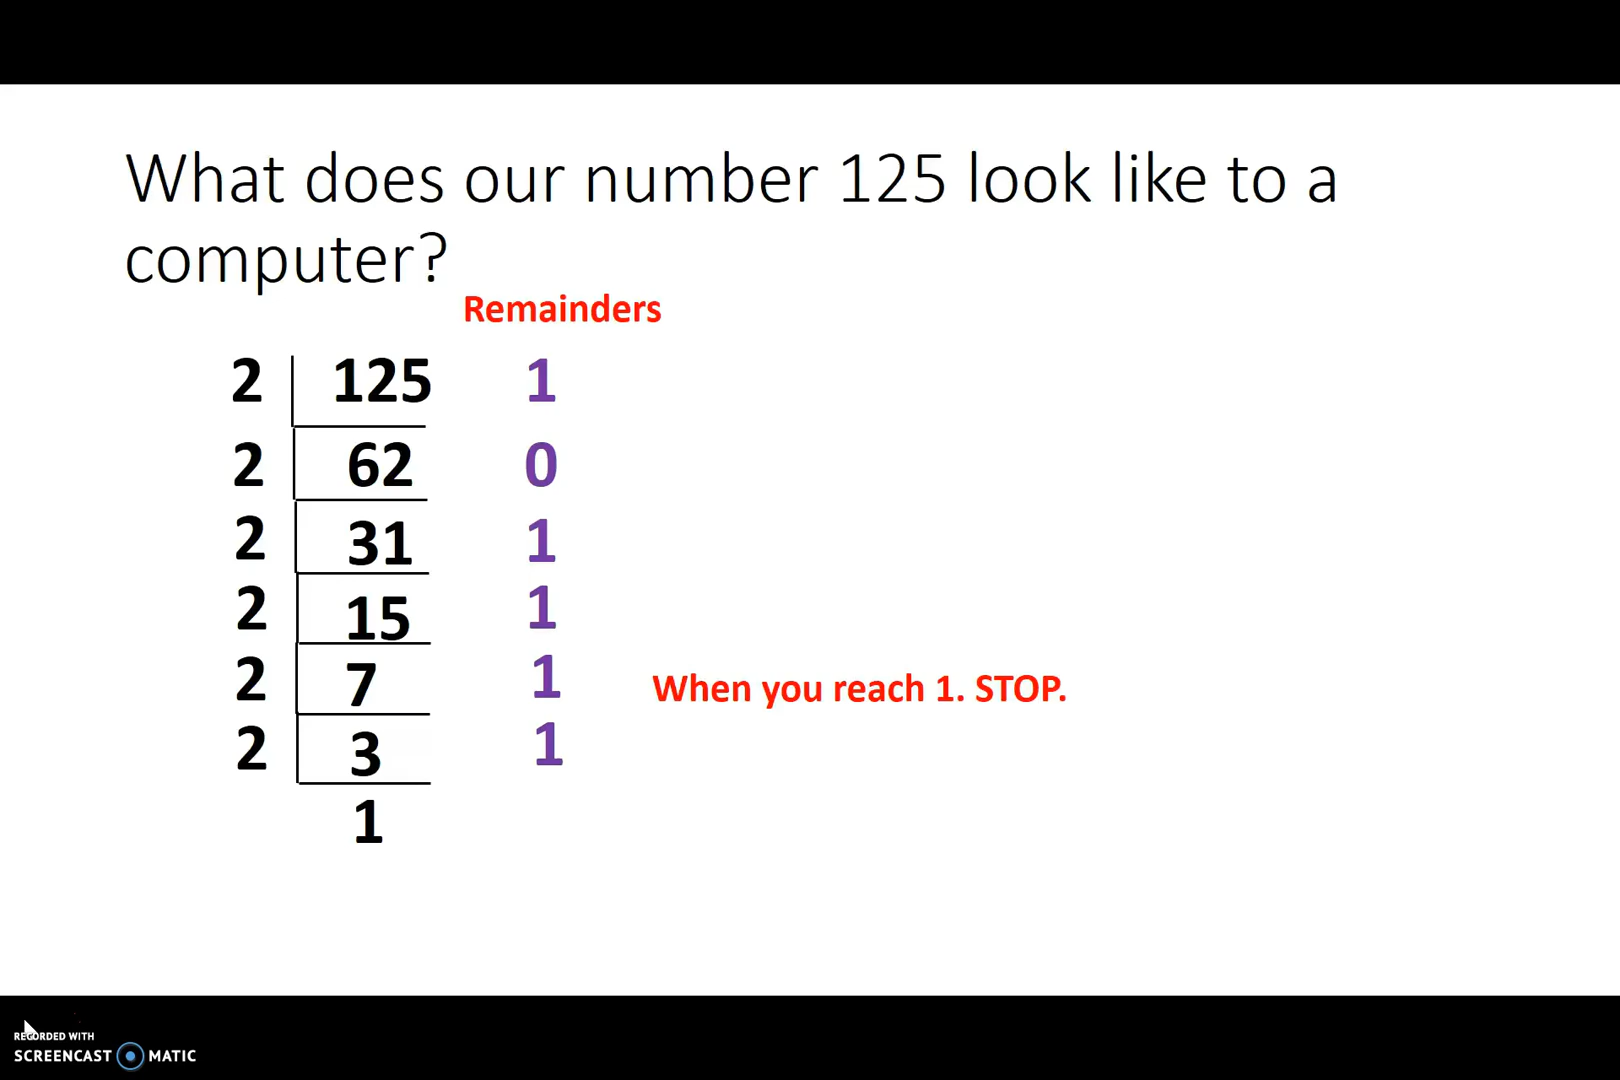 What does our number 125 look like to a
computer?
Remainders
2 125 1
2 62 0
2 31 1
2 15 1
2 7 1
When you reach 1. STOP.
2 3 1
1
RECORDED WITH
SCREENCAST MATIC